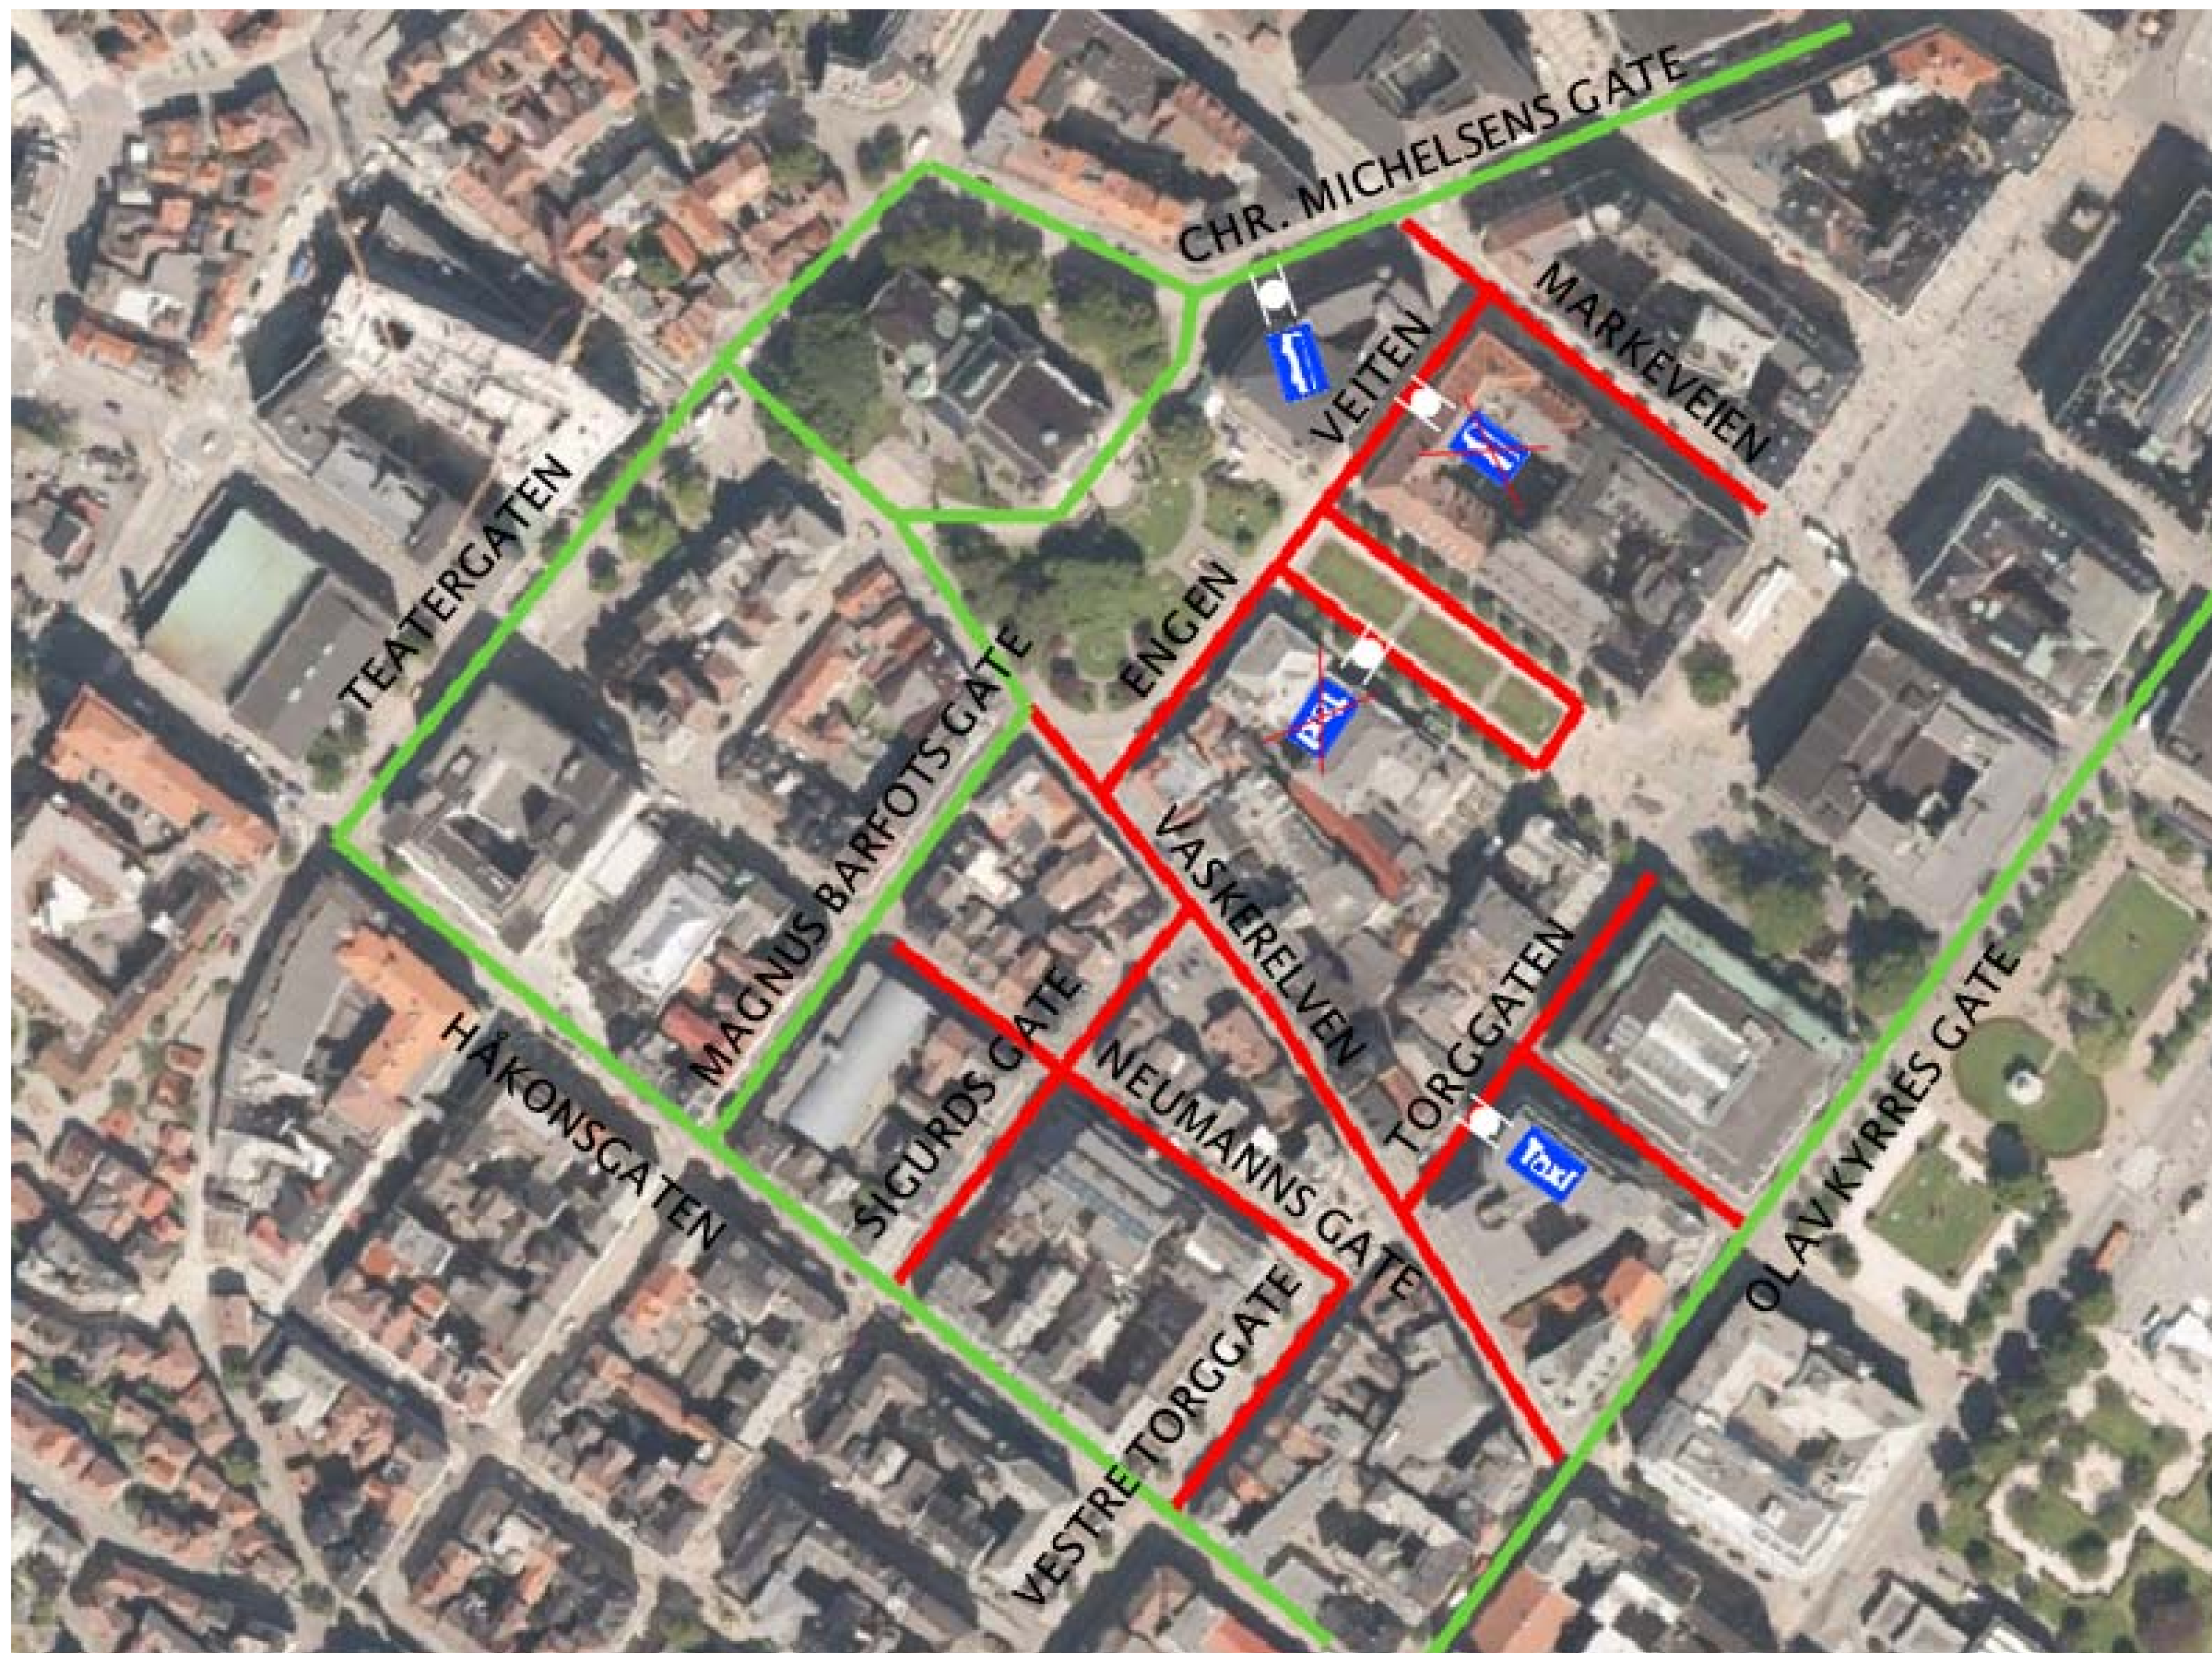 CHR. MICHELSENS GATE
MARKEVEIEN
VEITEN
TEATERGATEN
ENGEN
MAGNUS BARFOTS GATE
VASKERELVEN
TORGGATEN
Taxi
OLAV KYRRES GATE
HÅKONSGATEN
SIGURDS GATE
NEUMANNS GATE
VESTRE TORGGATE